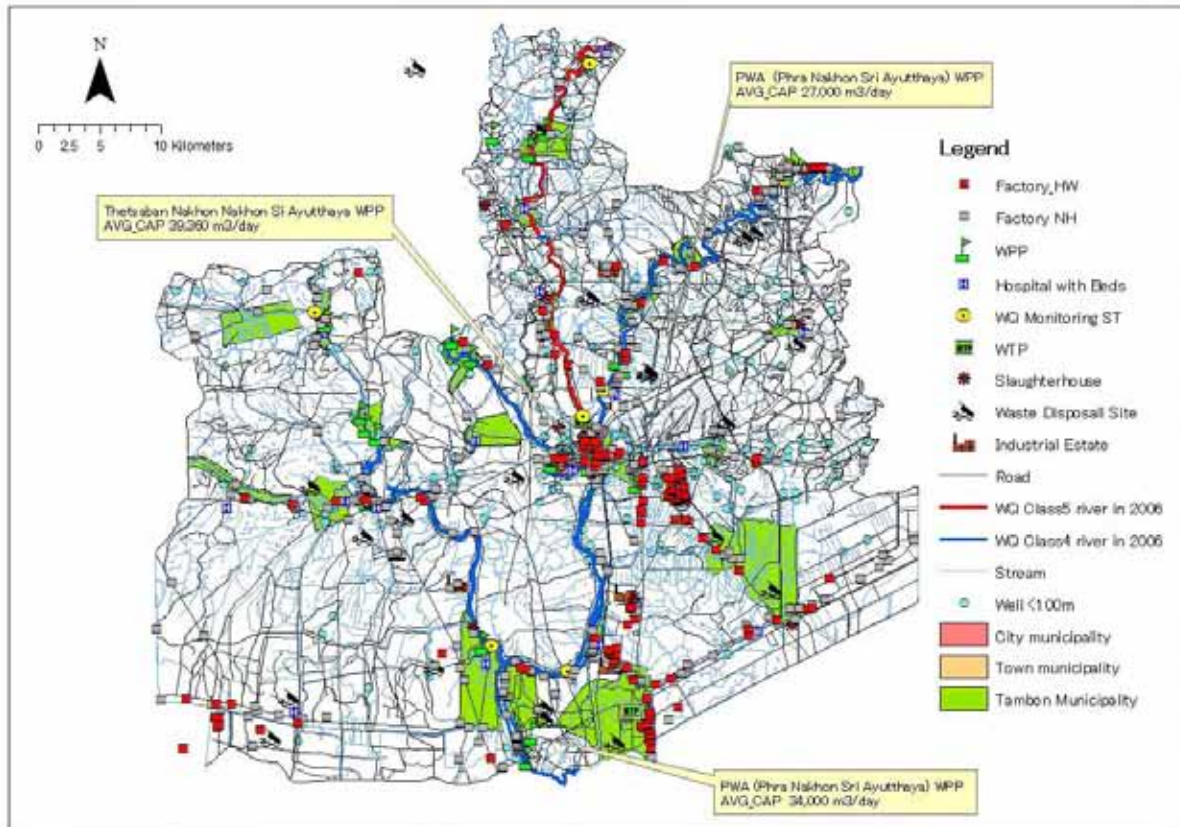 N
0 2.5 5 10 Kilometers
PWA (Phra Nakhon Sri Ayutthaya) WPP
AVG_CAP 27,000 m3/day
Thetsaban Nakhon Nakhon Si Ayutthaya WPP
AVG_CAP 39,360 m3/day
Legend
Factory_HW
Factory NH
WPP
Hospital with Beds
WQ Monitoring ST
WTP
Slaughterhouse
Waste Disposall Site
Industrial Estate
Road
WQ Class5 river in 2006
WQ Class4 river in 2006
Stream
Well <100m
City municipality
Town municipality
Tambon Municipality
PWA (Phra Nakhon Sri Ayutthaya) WPP
AVG_CAP 34,000 m3/day